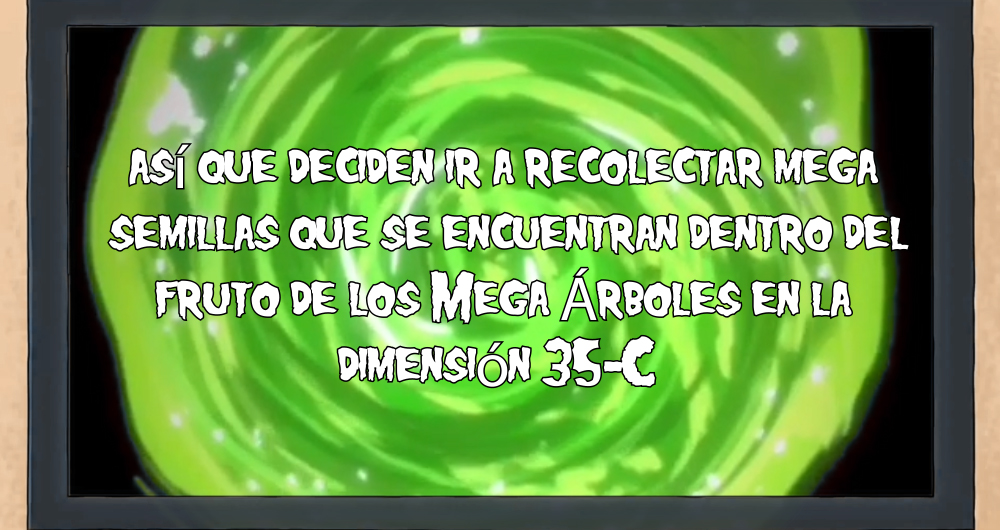 así que deciden ir a recolectar mega
semillas que se encuentran dentro del
fruto de los Mega Árboles en la
dimensión 35-C